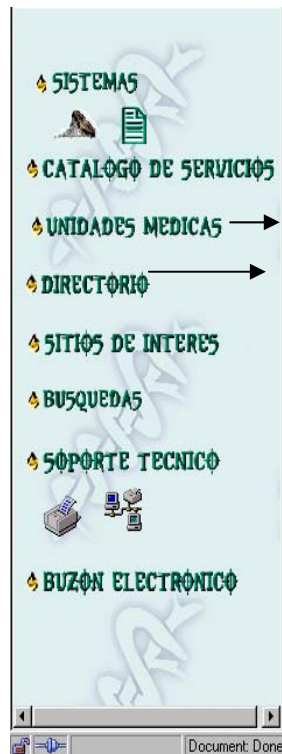 SISTEMAS
CATALOGO DE SERVICIOS
UNIDADES MEDICAS
DIRECTORIO
SITIOS DE INTERES
BUSQUEDAS
SOPORTE TECNICO
BUZON ELECTRONICO
Document: Done